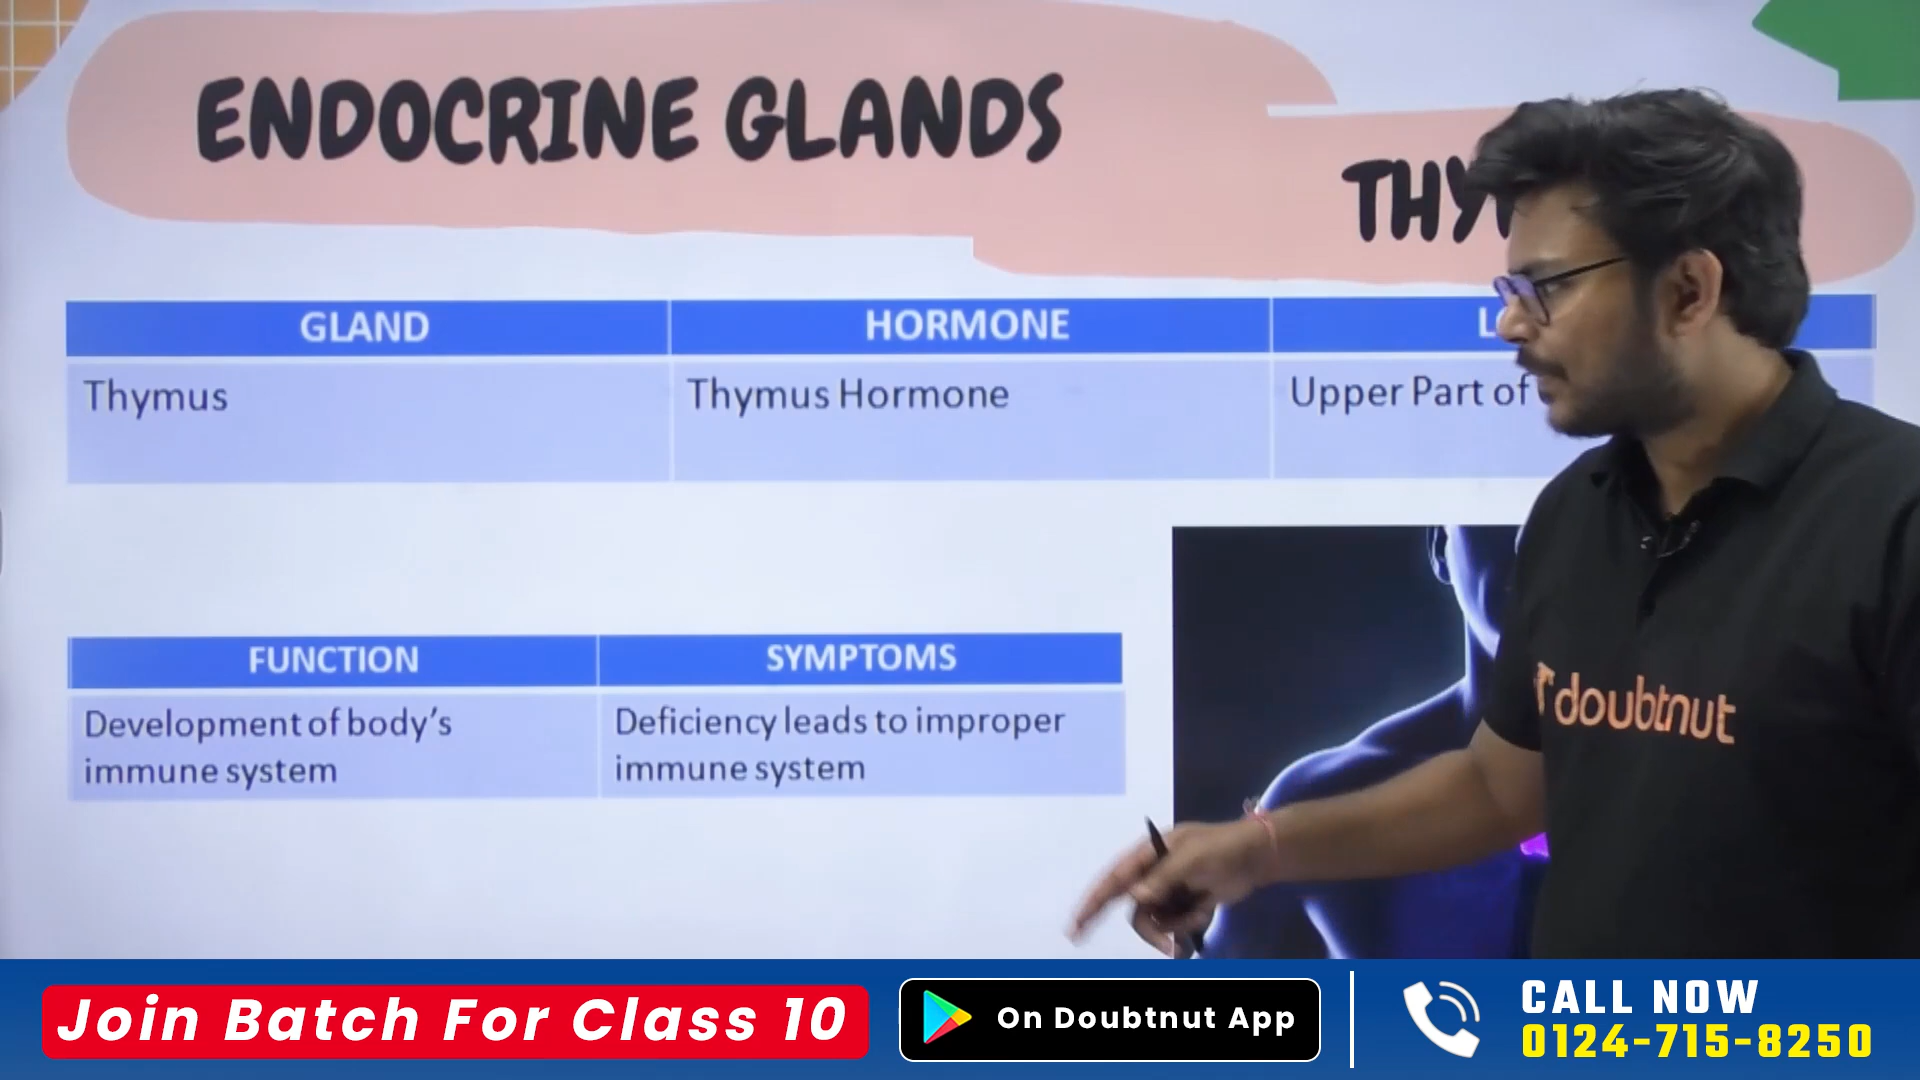 ENDOCRINE GLANDS
GLAND
HORMONE
Thymus
Thymus Hormone
Upper Part of
FUNCTION
SYMPTOMS
Development of body's
immune system
Deficiency leads to improper
immune system
doubtnut
Join Batch For Class 10
On Doubtnut App
CALL NOW
0124-715-8250